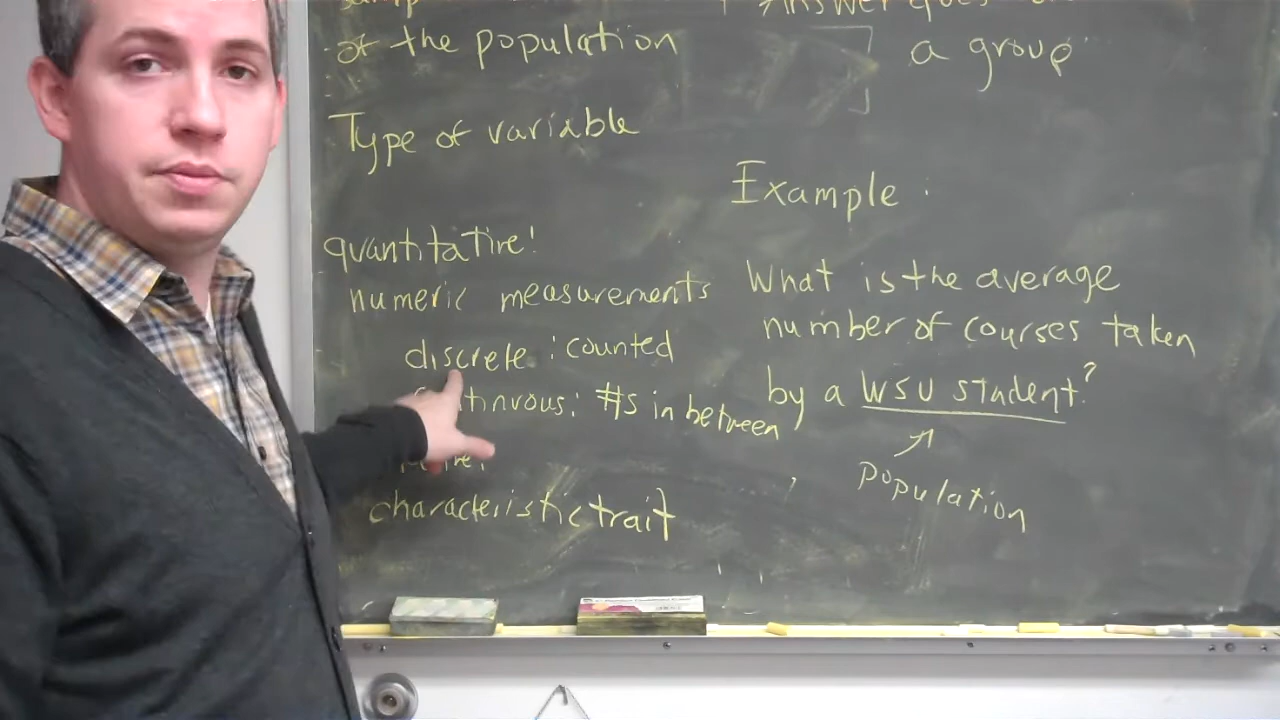 of the population
a group
Type of variable
Example:
quantitative:
numeric measurements
discrete: counted
#s in between
characteristic trait
What is the average
number of courses taken
by a WSU student?
population